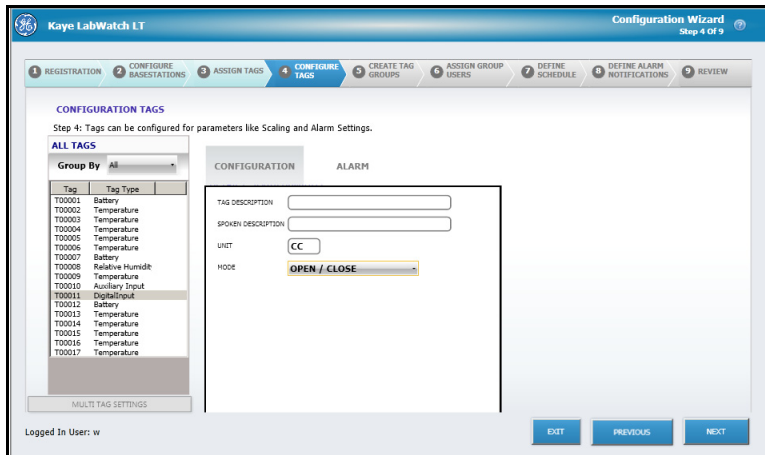 Kaye LabWatch LT
Configuration Wizard
Step 4 Of 9
1 REGISTRATION
2 CONFIGURE BASESTATIONS
3 ASSIGN TAGS
4 CONFIGURE TAGS
5 CREATE TAG GROUPS
6 ASSIGN GROUP USERS
7 DEFINE SCHEDULE
8 DEFINE ALARM NOTIFICATIONS
9 REVIEW
CONFIGURATION TAGS
Step 4: Tags can be configured for parameters like Scaling and Alarm Settings.
ALL TAGS
Group By All
Tag Tag Type
T00001 Battery
T00002 Temperature
T00003 Temperature
T00004 Temperature
T00005 Temperature
T00006 Temperature
T00007 Battery
T00008 Relative Humidit
T00009 Temperature
T00010 Auxiliary Input
T00011 DigitalInput
T00012 Battery
T00013 Temperature
T00014 Temperature
T00015 Temperature
T00016 Temperature
T00017 Temperature
MULTI TAG SETTINGS
CONFIGURATION ALARM
TAG DESCRIPTION
SPOKEN DESCRIPTION
UNIT CC
MODE OPEN / CLOSE
Logged In User: w
EXIT PREVIOUS NEXT